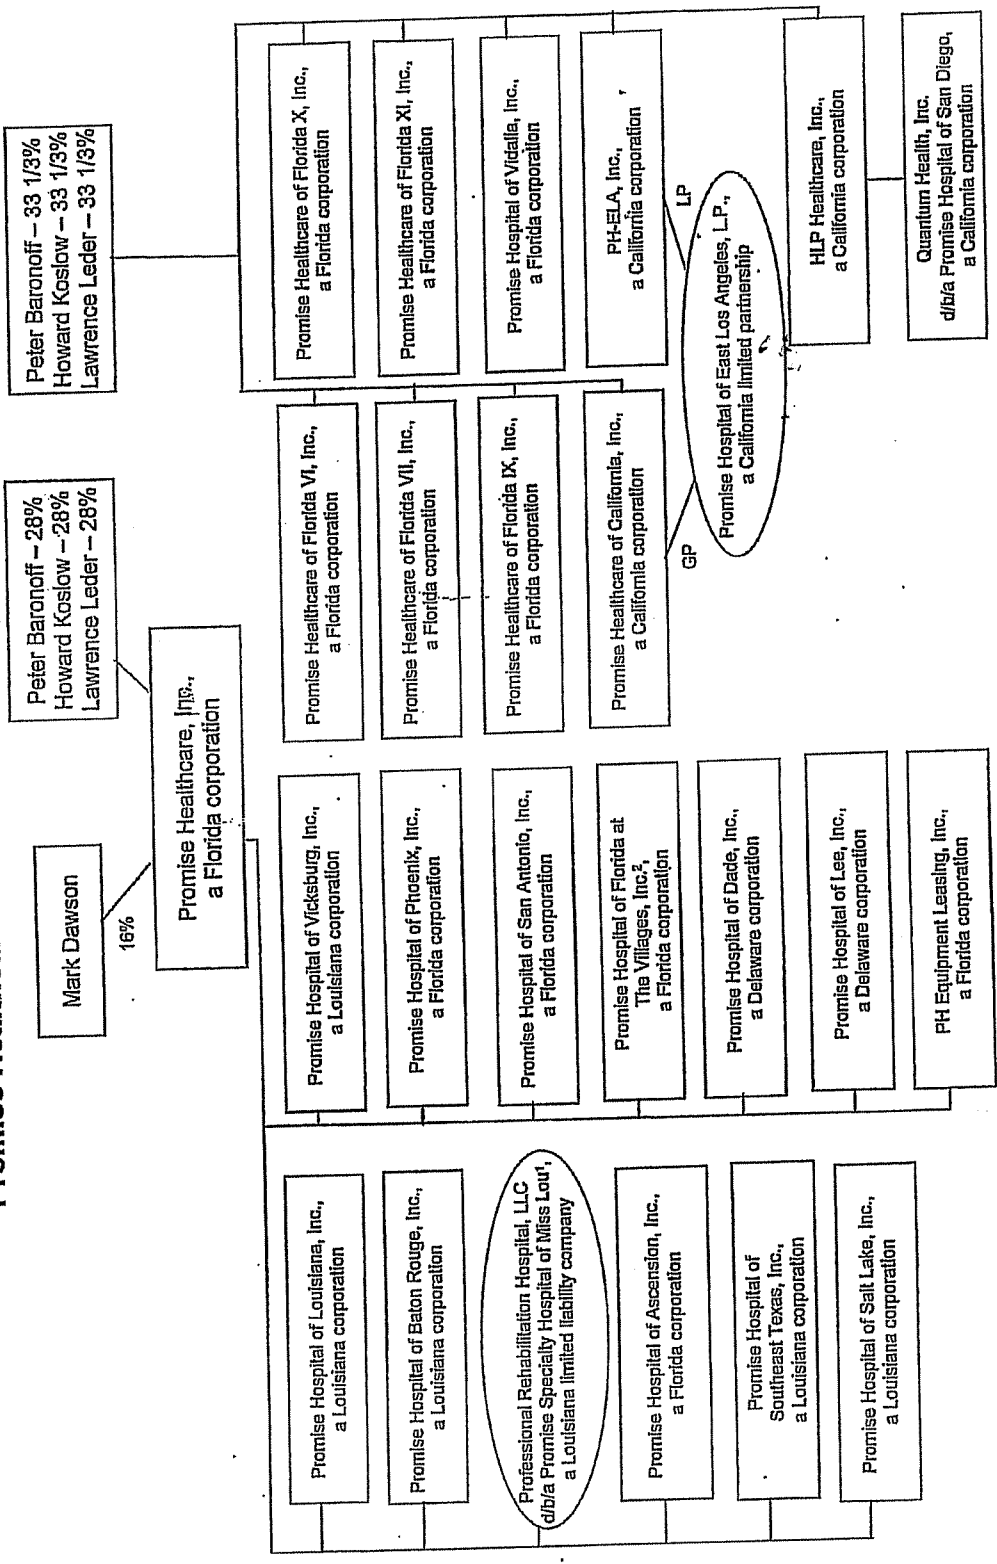 Mark Dawson
16%
Peter Baronoff – 28%
Howard Koslow – 28%
Lawrence Leder – 28%
Peter Baronoff – 33 1/3%
Howard Koslow – 33 1/3%
Lawrence Leder – 33 1/3%
Promise Healthcare, Inc.,
a Florida corporation
Promise Hospital of Louisiana, Inc.,
a Louisiana corporation
Promise Hospital of Baton Rouge, Inc.,
a Louisiana corporation
Professional Rehabilitation Hospital, LLC
d/b/a Promise Specialty Hospital of Miss Lou¹,
a Louisiana limited liability company
Promise Hospital of Ascension, Inc.,
a Florida corporation
Promise Hospital of
Southeast Texas, Inc.,
a Louisiana corporation
Promise Hospital of Salt Lake, Inc.,
a Louisiana corporation
Promise Hospital of Vicksburg, Inc.,
a Louisiana corporation
Promise Hospital of Phoenix, Inc.,
a Florida corporation
Promise Hospital of San Antonio, Inc.,
a Florida corporation
Promise Hospital of Florida at
The Villages, Inc.²,
a Florida corporation
Promise Hospital of Dade, Inc.,
a Delaware corporation
Promise Hospital of Lee, Inc.,
a Delaware corporation
PH Equipment Leasing, Inc.,
a Florida corporation
Promise Healthcare of Florida VI, Inc.,
a Florida corporation
Promise Healthcare of Florida VII, Inc.,
a Florida corporation
Promise Healthcare of Florida IX, Inc.,
a Florida corporation
Promise Healthcare of California, Inc.,
a California corporation
GP
Promise Healthcare of Florida X, Inc.,
a Florida corporation
Promise Healthcare of Florida XI, Inc.,
a Florida corporation
Promise Hospital of Vidalia, Inc.,
a Florida corporation
PH-ELA, Inc.,
a California corporation
LP
Promise Hospital of East Los Angeles, L.P.,
a California limited partnership
HLP Healthcare, Inc.,
a California corporation
Quantum Health, Inc.
d/b/a Promise Hospital of San Diego,
a California corporation